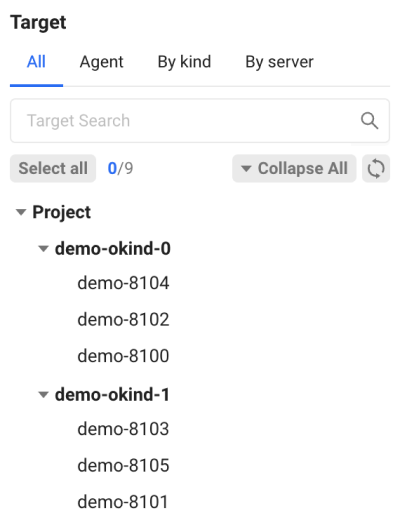 Target
All Agent By kind By server
Target Search
Select all 0/9 Collapse All
Project
demo-okind-0
demo-8104
demo-8102
demo-8100
demo-okind-1
demo-8103
demo-8105
demo-8101